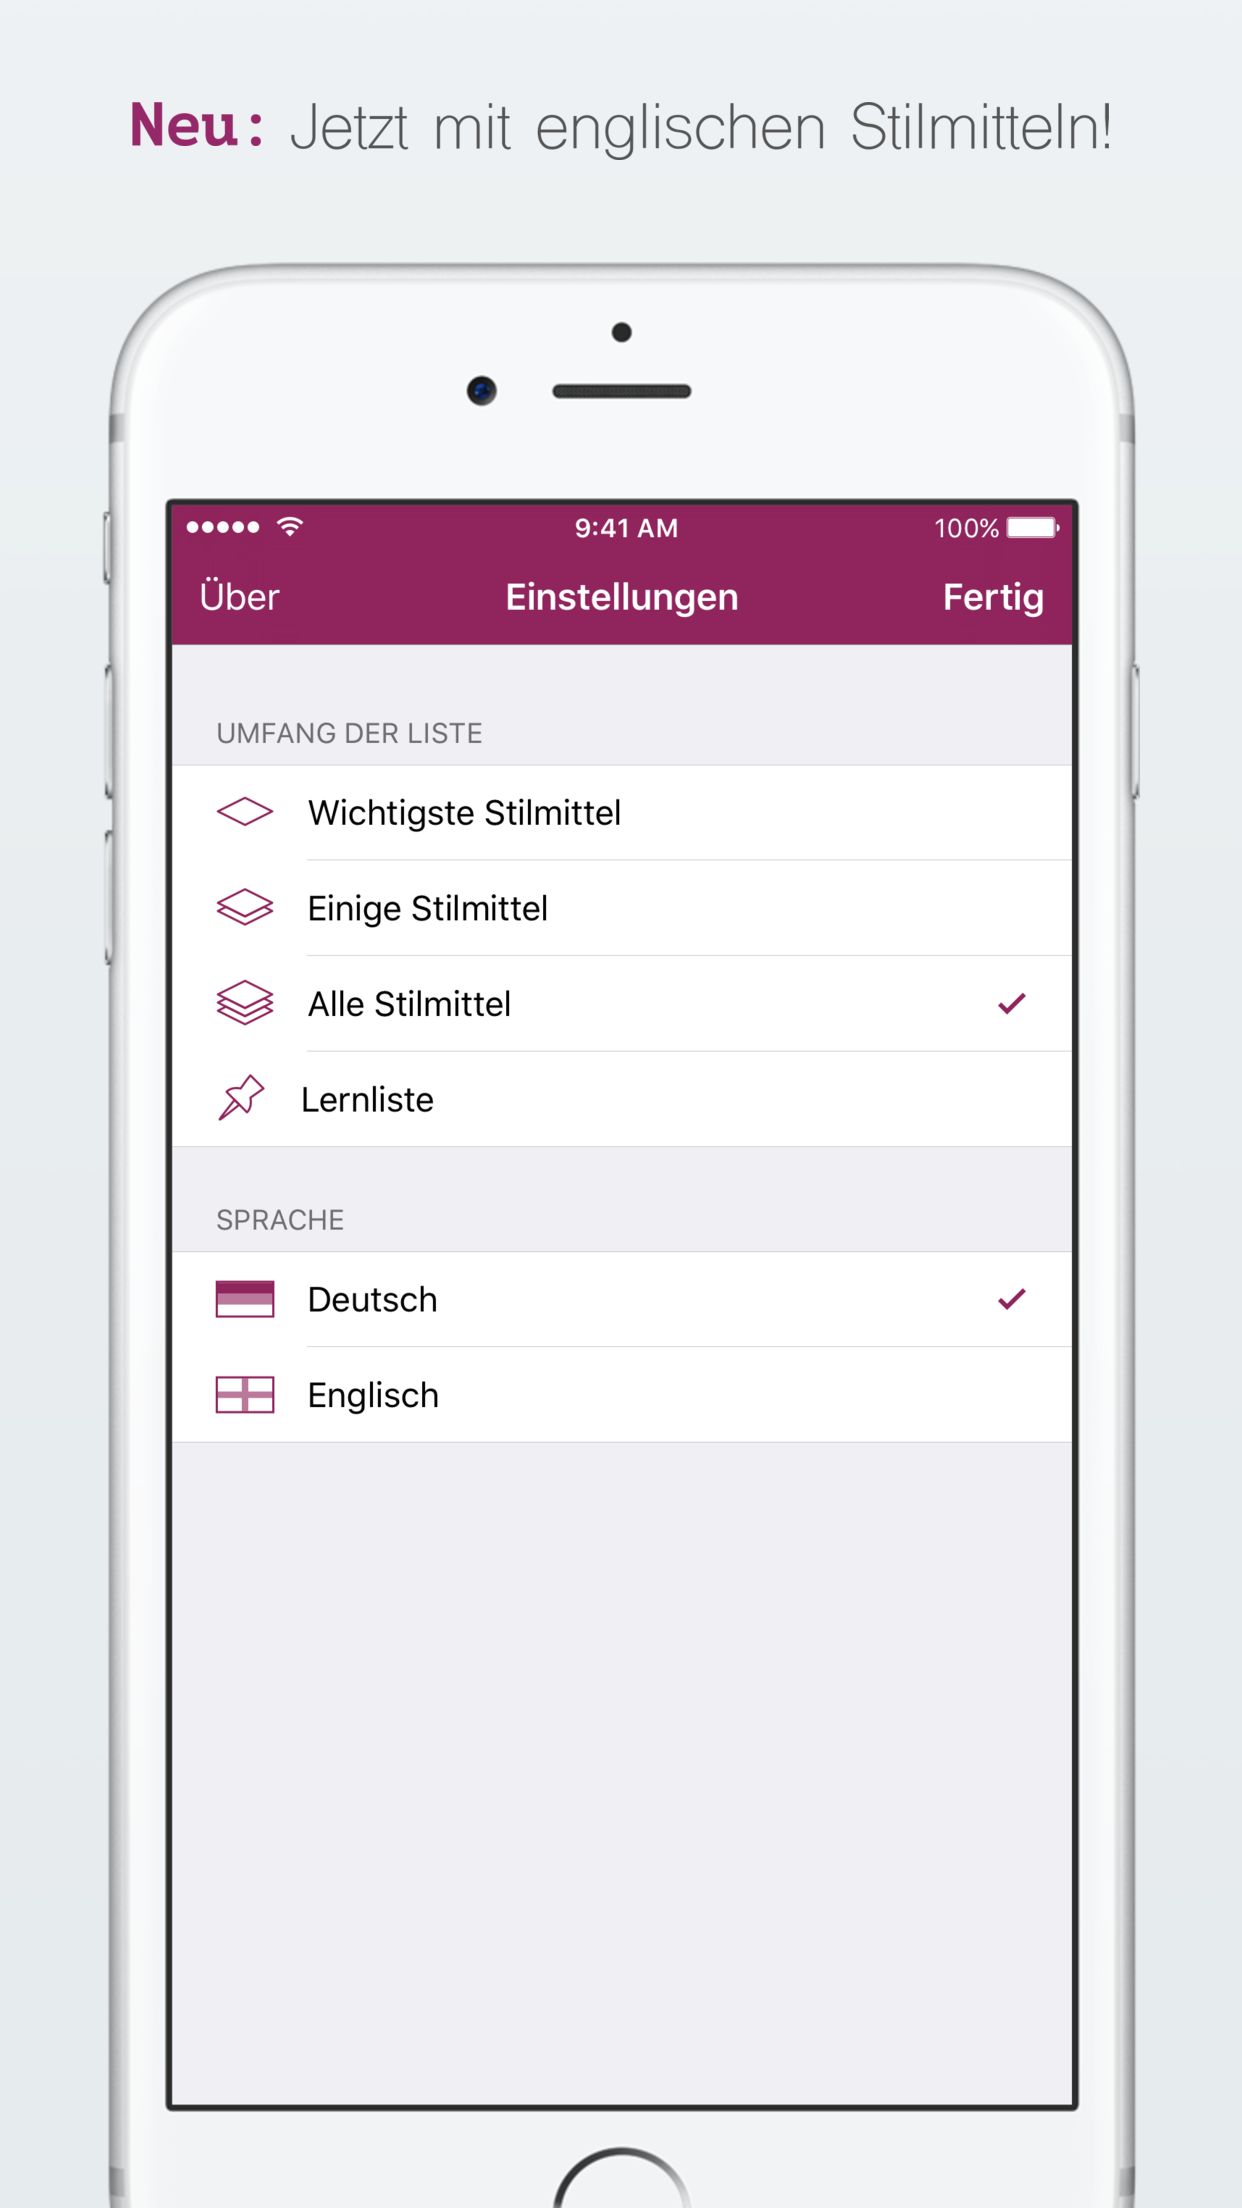 Neu: Jetzt mit englischen Stilmitteln!
9:41 AM 100%
Über Einstellungen Fertig
UMFANG DER LISTE
Wichtigste Stilmittel
Einige Stilmittel
Alle Stilmittel
Lernliste
SPRACHE
Deutsch
Englisch